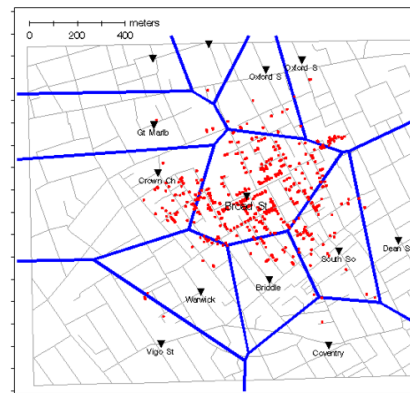 meters
0 200 400
Oxford S
Oxford S
Gt Marlb
Crown Ch
Broad St
Dean S
South So
Briddle
Warwick
Vigo St
Coventry